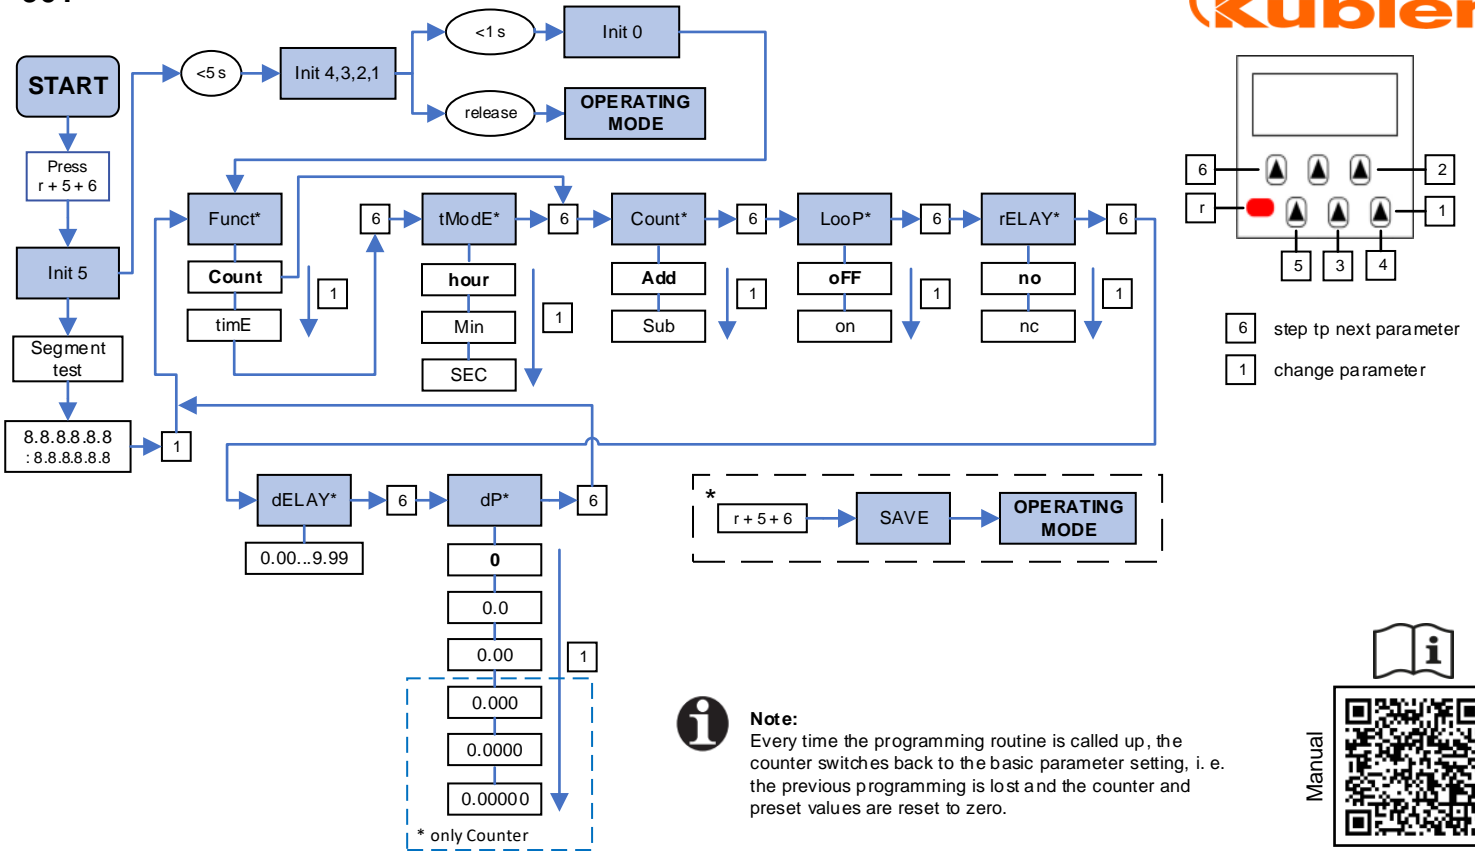 Kübler
START
Press
r + 5 + 6
Init 5
Segment
test
8.8.8.8.8.8
: 8.8.8.8.8.8
1
<5 s
Init 4,3,2,1
<1 s
Init 0
release
OPERATING
MODE
Funct*
Count
timE
1
6
tModE*
hour
Min
SEC
1
6
Count*
Add
Sub
1
6
LooP*
oFF
on
1
6
rELAY*
no
nc
1
6
dELAY*
0.00...9.99
6
dP*
0
0.0
0.00
0.000
0.0000
0.00000
* only Counter
1
6
*
r + 5 + 6
SAVE
OPERATING
MODE
6
2
r
1
5
3
4
6 step tp next parameter
1 change parameter
Note:
Every time the programming routine is called up, the
counter switches back to the basic parameter setting, i. e.
the previous programming is lost and the counter and
preset values are reset to zero.
i
Manual